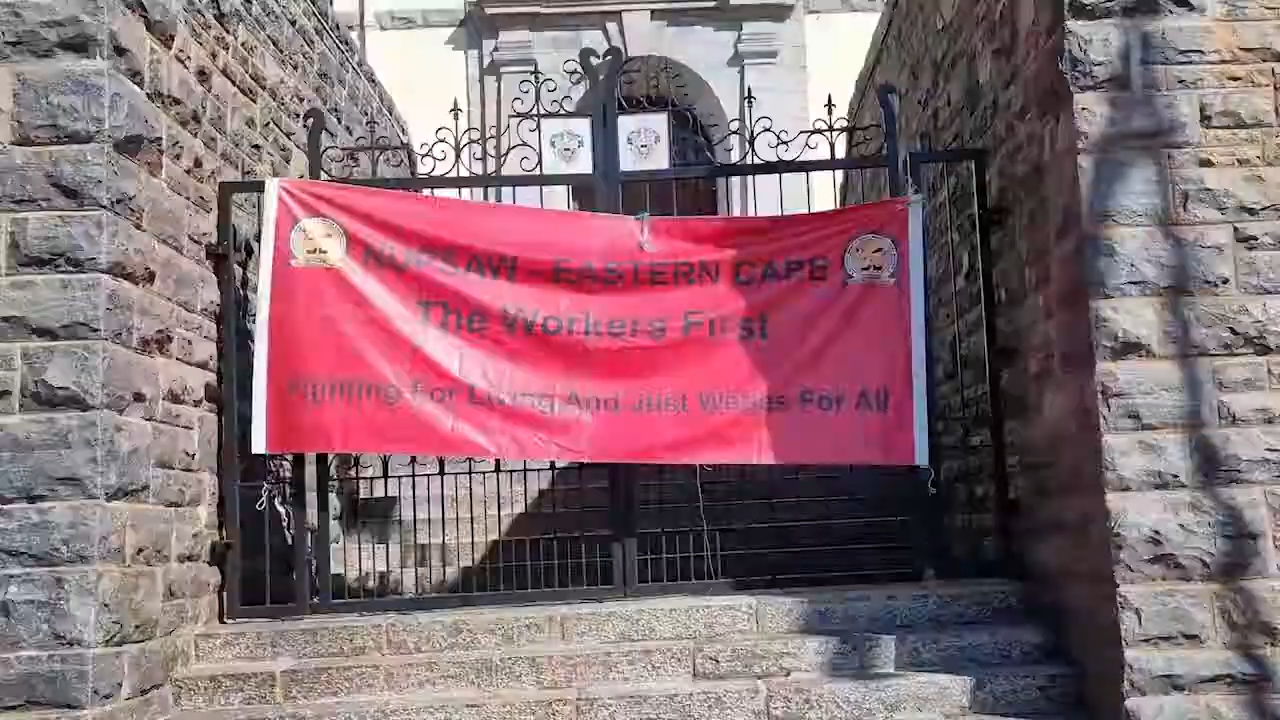 NUPSAW - EASTERN CAPE
The Workers First
Fighting For Living And Just Wages For All